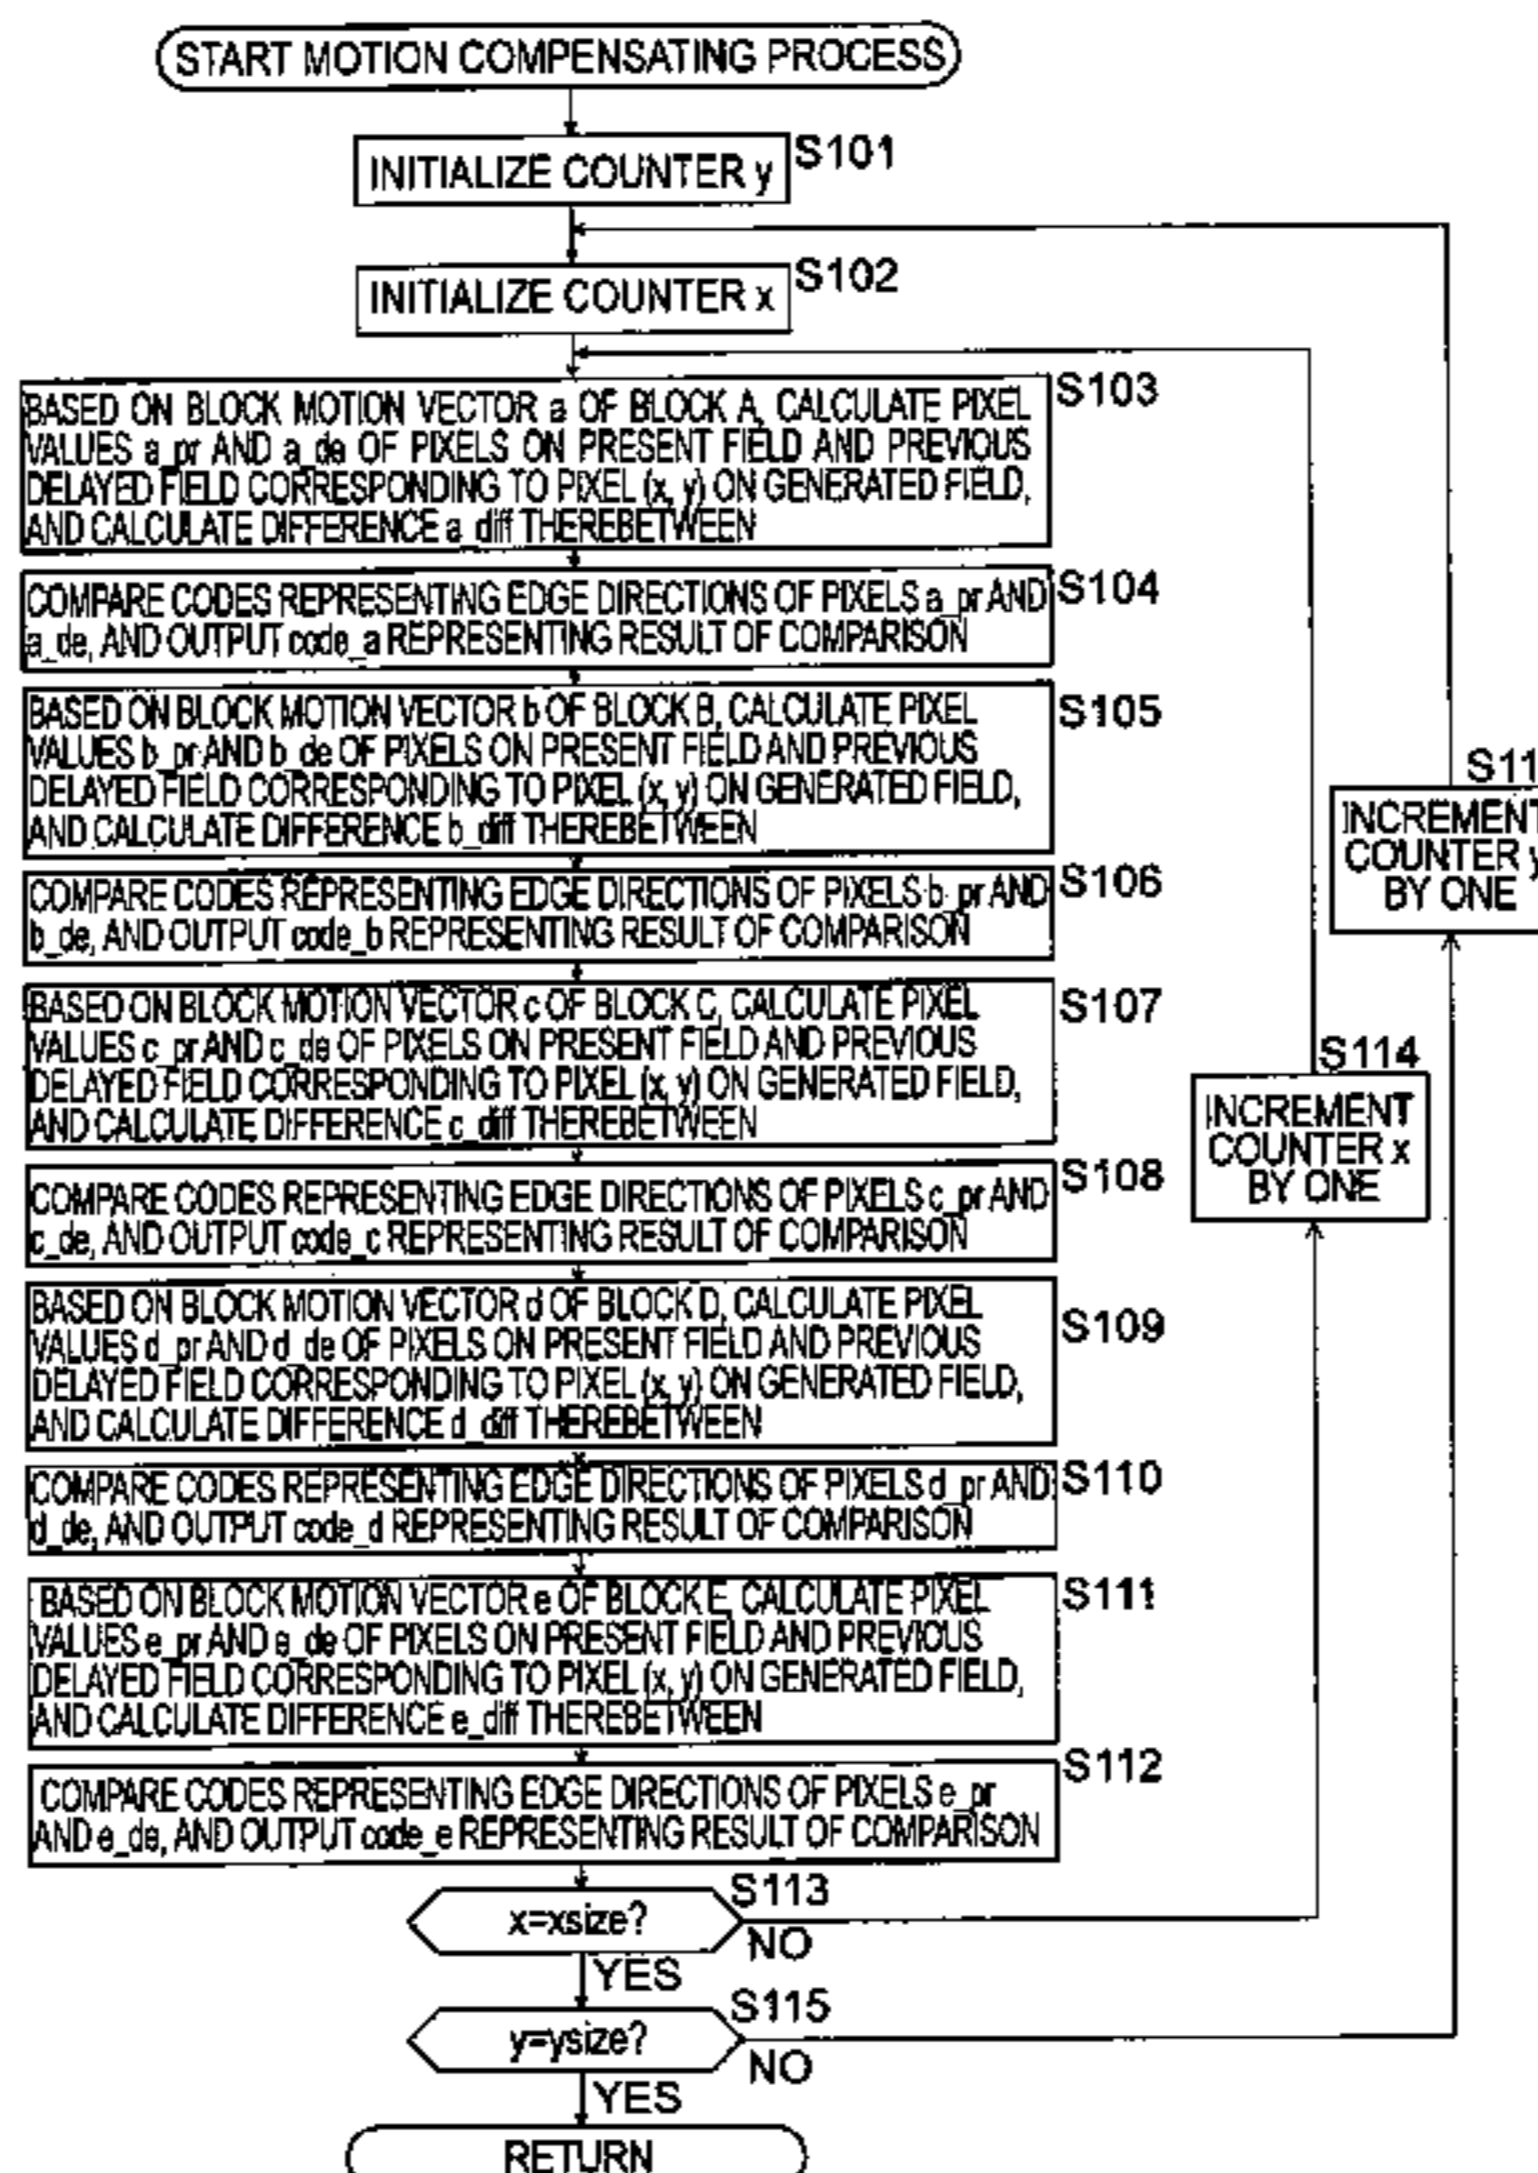 START MOTION COMPENSATING PROCESS
S101
INITIALIZE COUNTER y
S102
INITIALIZE COUNTER x
S103
BASED ON BLOCK MOTION VECTOR a OF BLOCK A, CALCULATE PIXEL
VALUES a_pr AND a_de OF PIXELS ON PRESENT FIELD AND PREVIOUS
DELAYED FIELD CORRESPONDING TO PIXEL (x, y) ON GENERATED FIELD,
AND CALCULATE DIFFERENCE a_diff THEREBETWEEN
S104
COMPARE CODES REPRESENTING EDGE DIRECTIONS OF PIXELS a_pr AND
a_de, AND OUTPUT code_a REPRESENTING RESULT OF COMPARISON
S105
BASED ON BLOCK MOTION VECTOR b OF BLOCK B, CALCULATE PIXEL
VALUES b_pr AND b_de OF PIXELS ON PRESENT FIELD AND PREVIOUS
DELAYED FIELD CORRESPONDING TO PIXEL (x, y) ON GENERATED FIELD,
AND CALCULATE DIFFERENCE b_diff THEREBETWEEN
S106
COMPARE CODES REPRESENTING EDGE DIRECTIONS OF PIXELS b_pr AND
b_de, AND OUTPUT code_b REPRESENTING RESULT OF COMPARISON
S107
BASED ON BLOCK MOTION VECTOR c OF BLOCK C, CALCULATE PIXEL
VALUES c_pr AND c_de OF PIXELS ON PRESENT FIELD AND PREVIOUS
DELAYED FIELD CORRESPONDING TO PIXEL (x, y) ON GENERATED FIELD,
AND CALCULATE DIFFERENCE c_diff THEREBETWEEN
S108
COMPARE CODES REPRESENTING EDGE DIRECTIONS OF PIXELS c_pr AND
c_de, AND OUTPUT code_c REPRESENTING RESULT OF COMPARISON
S109
BASED ON BLOCK MOTION VECTOR d OF BLOCK D, CALCULATE PIXEL
VALUES d_pr AND d_de OF PIXELS ON PRESENT FIELD AND PREVIOUS
DELAYED FIELD CORRESPONDING TO PIXEL (x, y) ON GENERATED FIELD,
AND CALCULATE DIFFERENCE d_diff THEREBETWEEN
S110
COMPARE CODES REPRESENTING EDGE DIRECTIONS OF PIXELS d_pr AND
d_de, AND OUTPUT code_d REPRESENTING RESULT OF COMPARISON
S111
BASED ON BLOCK MOTION VECTOR e OF BLOCK E, CALCULATE PIXEL
VALUES e_pr AND e_de OF PIXELS ON PRESENT FIELD AND PREVIOUS
DELAYED FIELD CORRESPONDING TO PIXEL (x, y) ON GENERATED FIELD,
AND CALCULATE DIFFERENCE e_diff THEREBETWEEN
S112
COMPARE CODES REPRESENTING EDGE DIRECTIONS OF PIXELS e_pr
AND e_de, AND OUTPUT code_e REPRESENTING RESULT OF COMPARISON
S113
x=xsize?
NO
YES
S115
y=ysize?
NO
YES
RETURN
S114
INCREMENT
COUNTER x
BY ONE
INCREMENT
COUNTER y
BY ONE